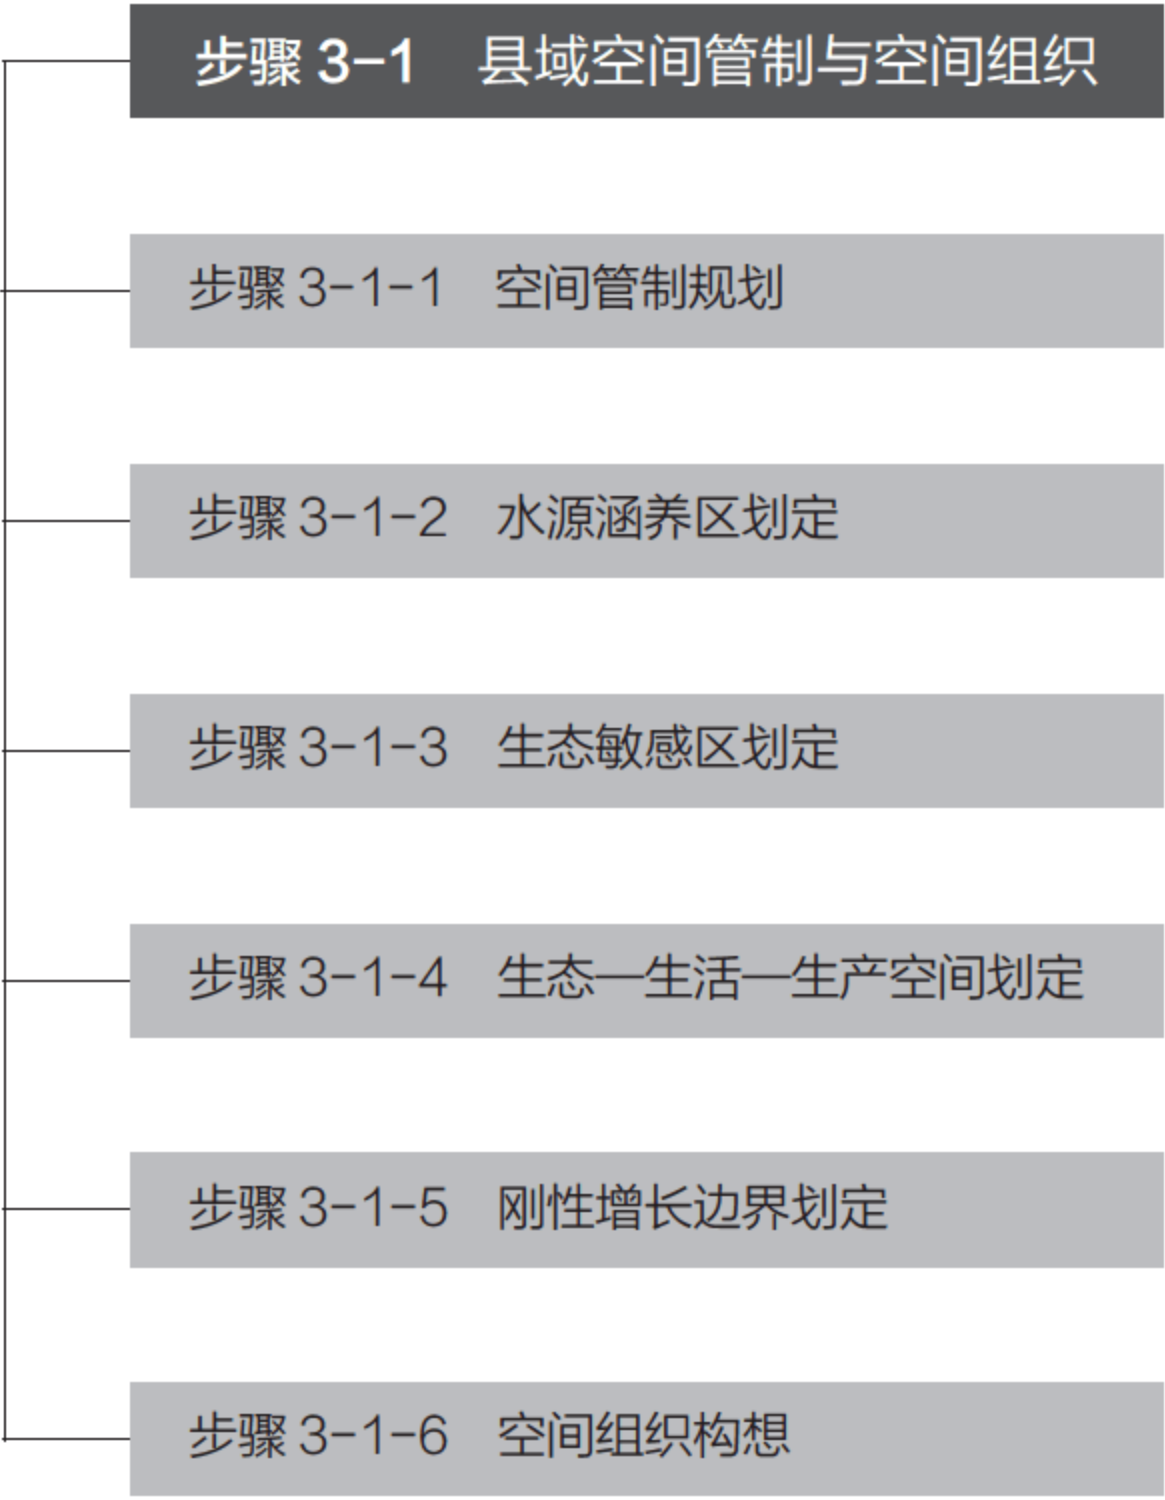 步骤 3-1 县域空间管制与空间组织
步骤 3-1-1 空间管制规划
步骤 3-1-2 水源涵养区划定
步骤 3-1-3 生态敏感区划定
步骤 3-1-4 生态—生活—生产空间划定
步骤 3-1-5 刚性增长边界划定
步骤 3-1-6 空间组织构想